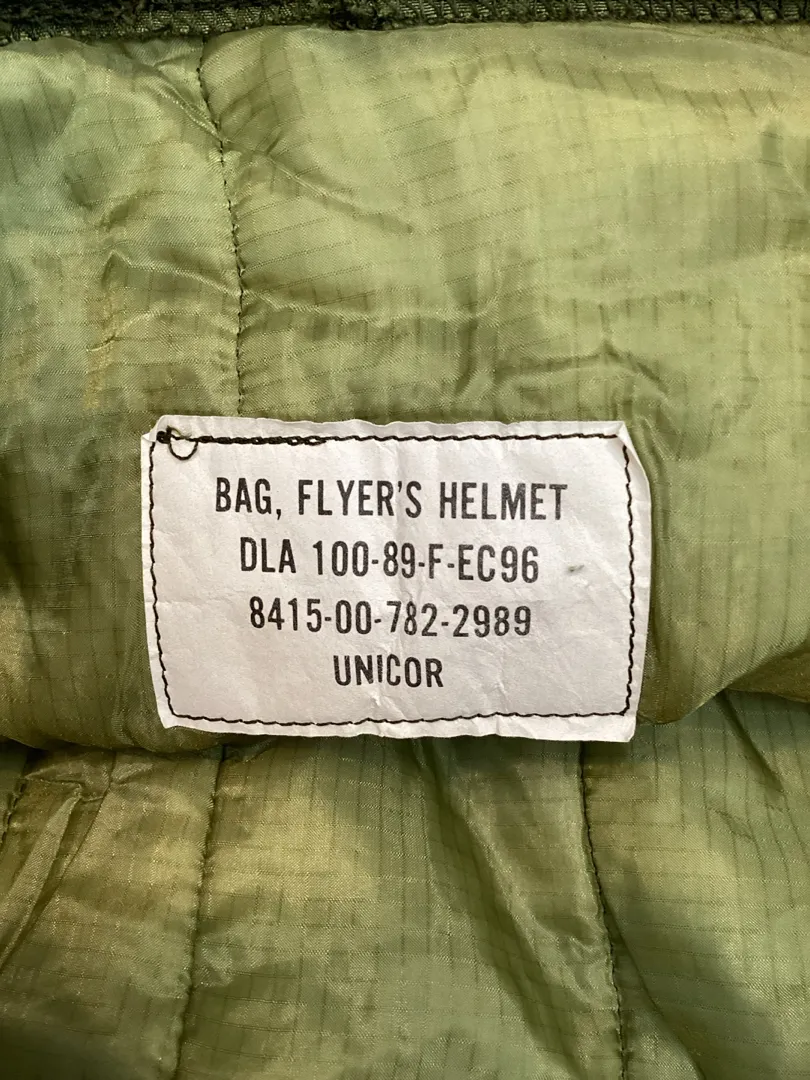 BAG, FLYER'S HELMET
DLA 100-89-F-EC96
8415-00-782-2989
UNICOR